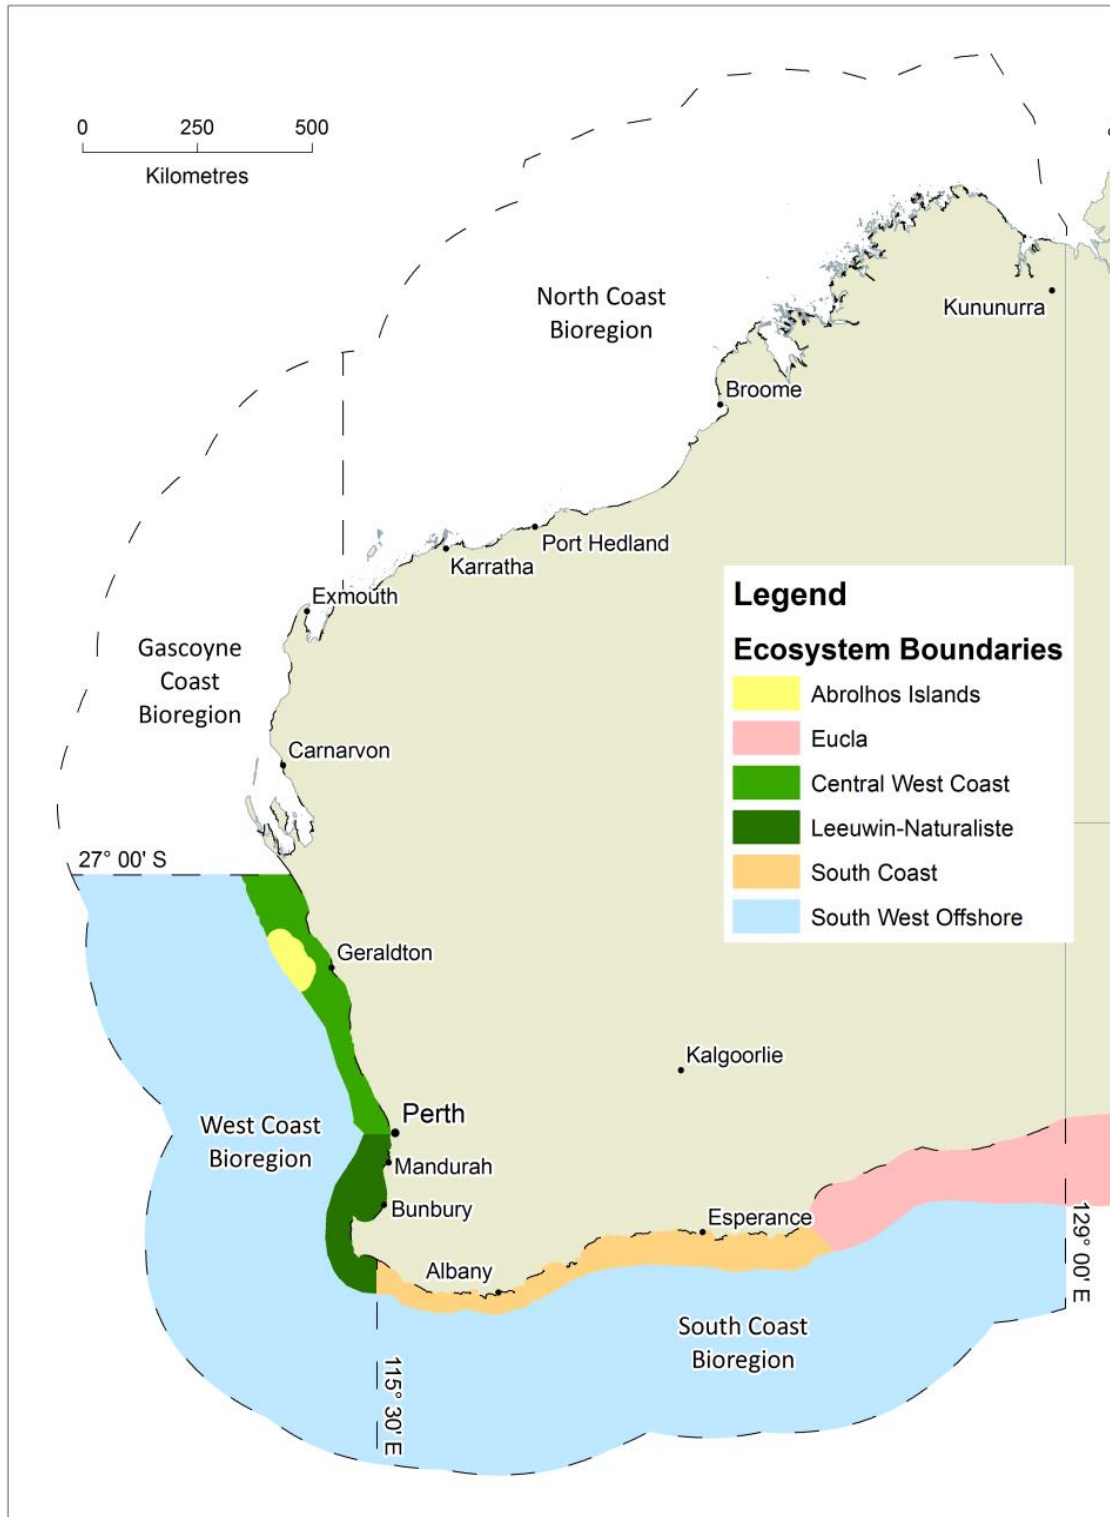 0 250 500
Kilometres
North Coast
Bioregion
Kununurra
Broome
Port Hedland
Karratha
Exmouth
Gascoyne
Coast
Bioregion
Carnarvon
Legend
Ecosystem Boundaries
Abrolhos Islands
Eucla
Central West Coast
Leeuwin-Naturaliste
South Coast
South West Offshore
27° 00' S
Geraldton
Kalgoorlie
Perth
West Coast
Bioregion
Mandurah
Bunbury
Esperance
Albany
129° 00' E
South Coast
Bioregion
115° 30' E